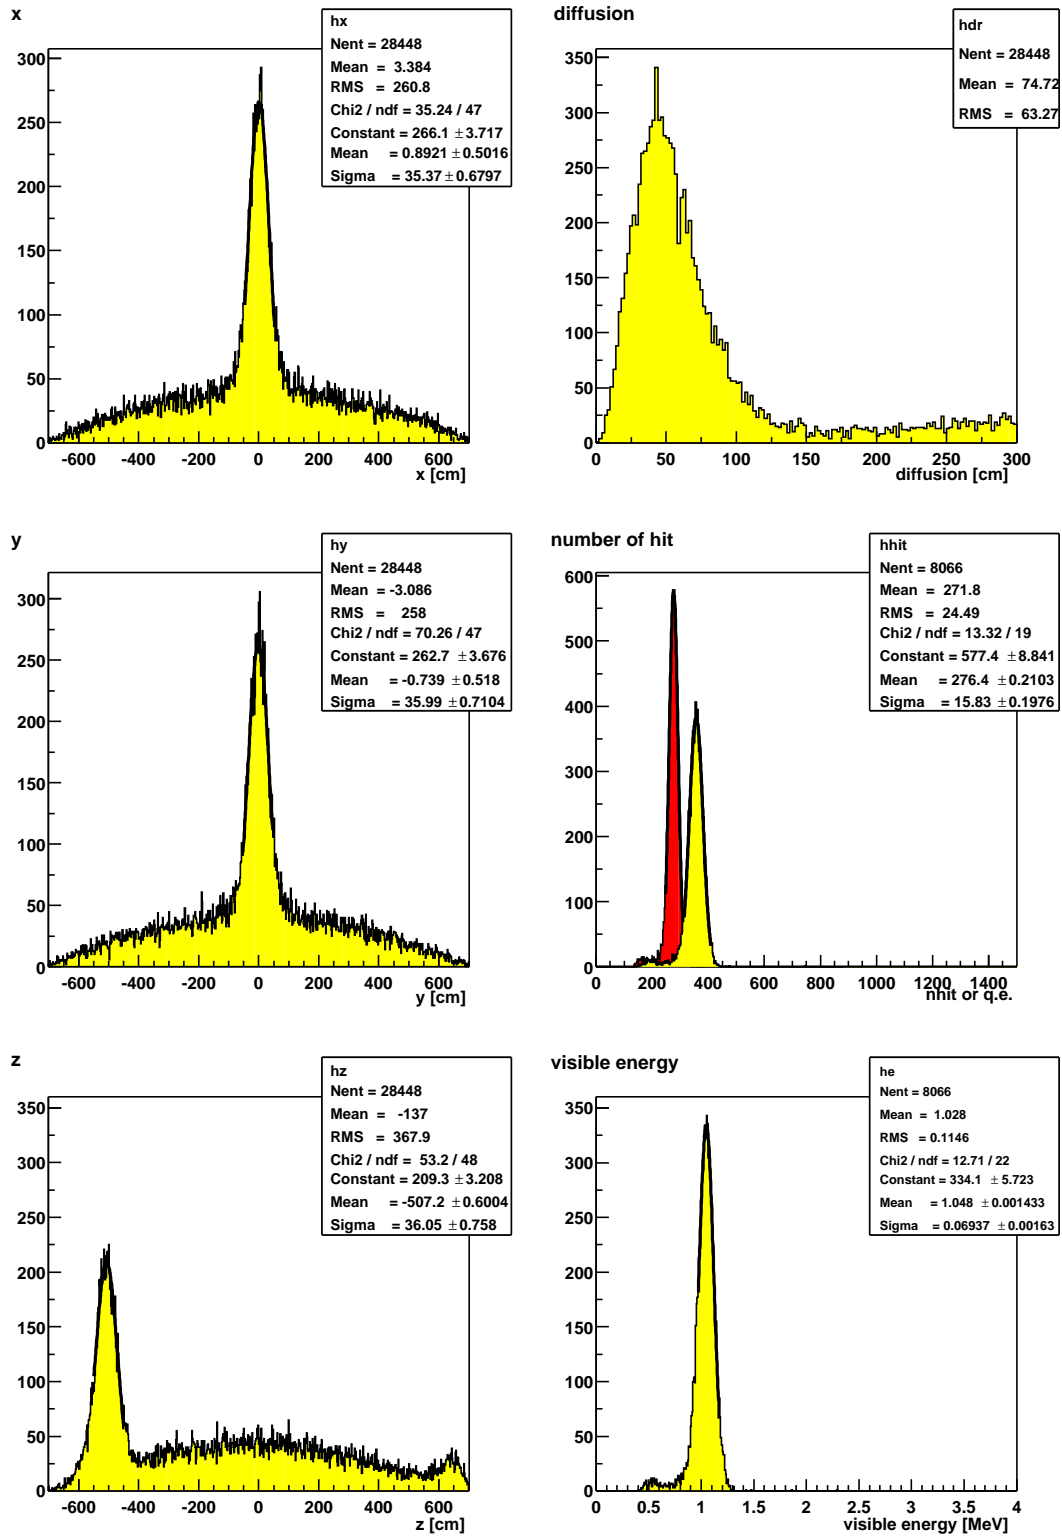 x
hx
Nent = 28448
Mean = 3.384
RMS = 260.8
Chi2 / ndf = 35.24 / 47
Constant = 266.1 ± 3.717
Mean = 0.8921 ± 0.5016
Sigma = 35.37 ± 0.6797
300
250
200
150
100
50
0
-600 -400 -200 0 200 400 600
x [cm]
diffusion
hdr
Nent = 28448
Mean = 74.72
RMS = 63.27
350
300
250
200
150
100
50
0
0 50 100 150 200 250 300
diffusion [cm]
y
hy
Nent = 28448
Mean = -3.086
RMS = 258
Chi2 / ndf = 70.26 / 47
Constant = 262.7 ± 3.676
Mean = -0.739 ± 0.518
Sigma = 35.99 ± 0.7104
300
250
200
150
100
50
0
-600 -400 -200 0 200 400 600
y [cm]
number of hit
hhit
Nent = 8066
Mean = 271.8
RMS = 24.49
Chi2 / ndf = 13.32 / 19
Constant = 577.4 ± 8.841
Mean = 276.4 ± 0.2103
Sigma = 15.83 ± 0.1976
600
500
400
300
200
100
0
0 200 400 600 800 1000 1200 1400
nhit or q.e.
z
hz
Nent = 28448
Mean = -137
RMS = 367.9
Chi2 / ndf = 53.2 / 48
Constant = 209.3 ± 3.208
Mean = -507.2 ± 0.6004
Sigma = 36.05 ± 0.758
350
300
250
200
150
100
50
0
-600 -400 -200 0 200 400 600
z [cm]
visible energy
he
Nent = 8066
Mean = 1.028
RMS = 0.1146
Chi2 / ndf = 12.71 / 22
Constant = 334.1 ± 5.723
Mean = 1.048 ± 0.001433
Sigma = 0.06937 ± 0.00163
350
300
250
200
150
100
50
0
0 0.5 1 1.5 2 2.5 3 3.5 4
visible energy [MeV]